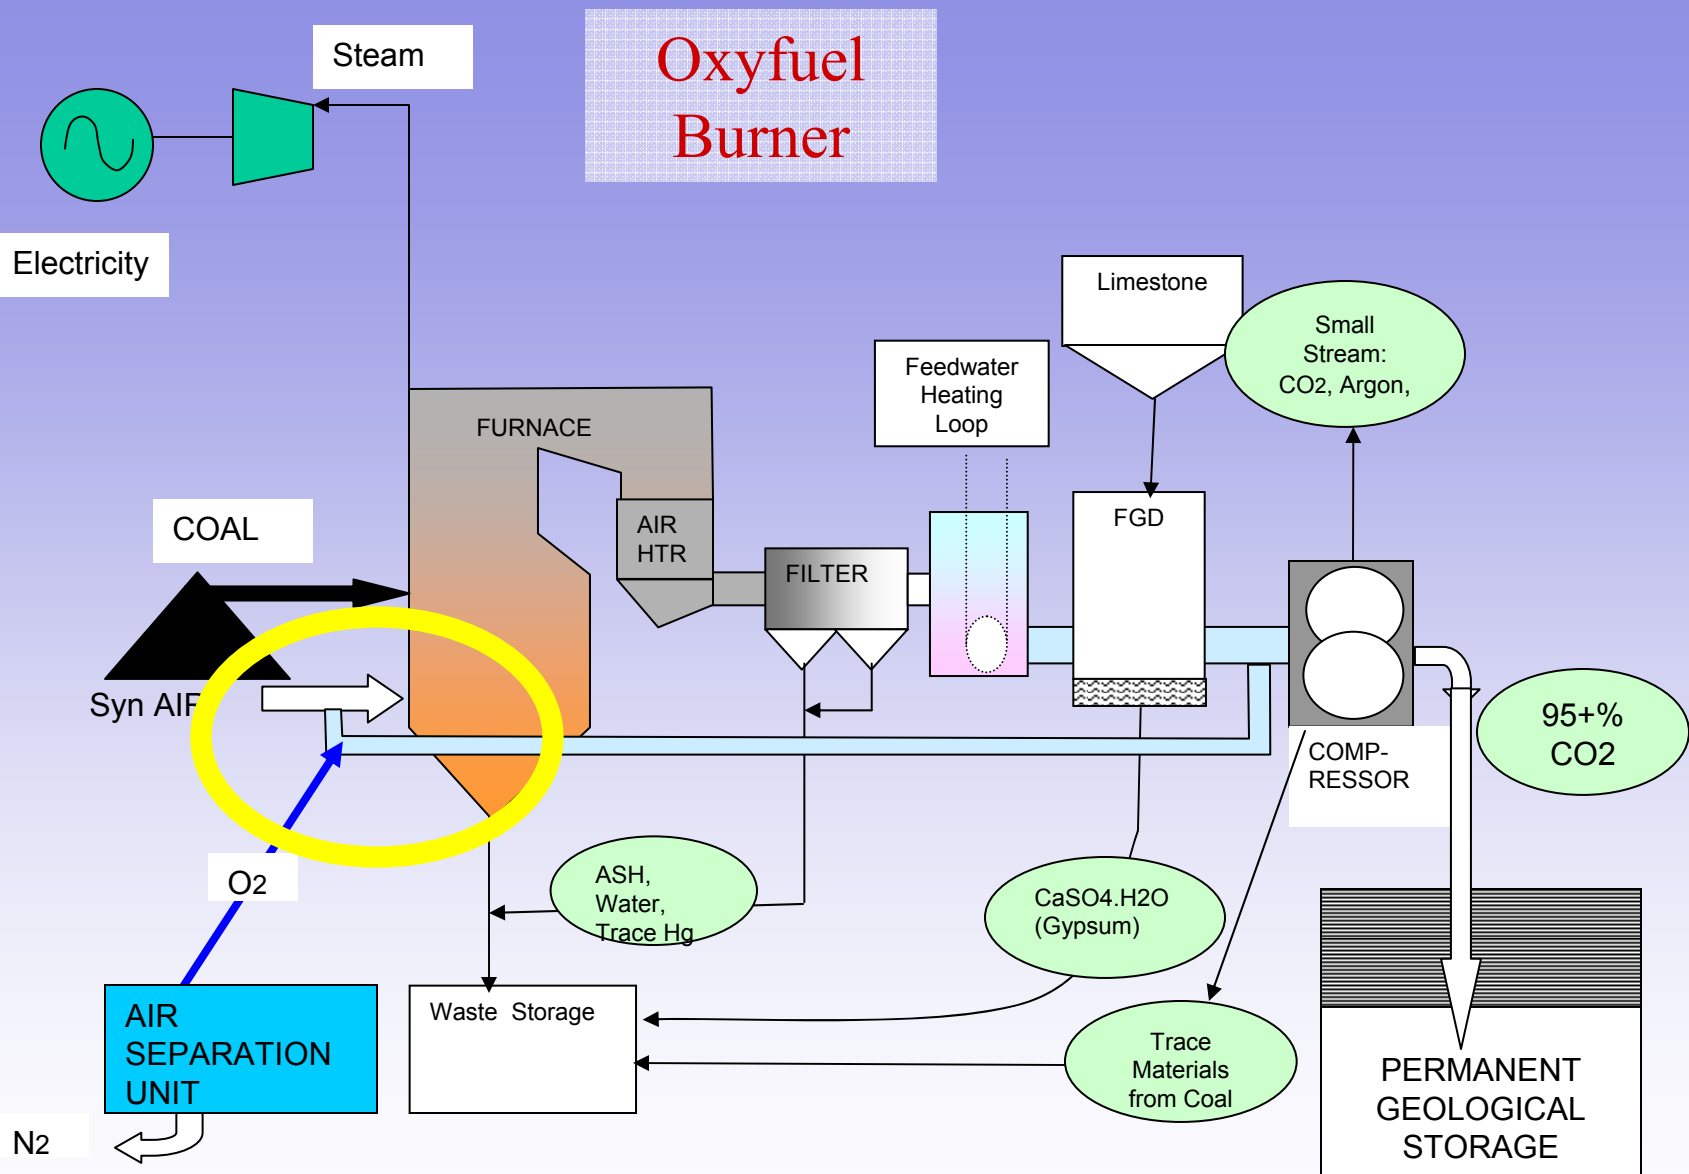 Oxyfuel
Burner
Steam
Electricity
Limestone
Small
Stream:
CO2, Argon,
Feedwater
Heating
Loop
FURNACE
COAL
AIR
HTR
FILTER
FGD
Syn AIR
95+%
CO2
COMP-
RESSOR
O2
ASH,
Water,
Trace Hg
CaSO4.H2O
(Gypsum)
AIR
SEPARATION
UNIT
Waste Storage
Trace
Materials
from Coal
PERMANENT
GEOLOGICAL
STORAGE
N2